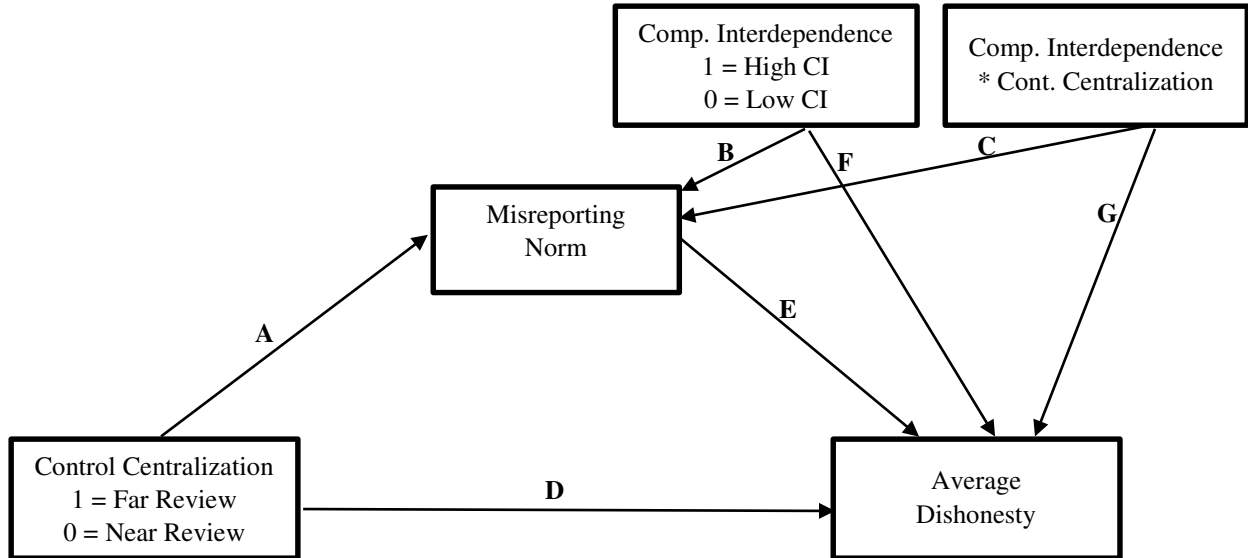 Comp. Interdependence
1 = High CI
0 = Low CI
Comp. Interdependence
* Cont. Centralization
B
F
C
G
Misreporting
Norm
E
A
Control Centralization
1 = Far Review
0 = Near Review
D
Average
Dishonesty